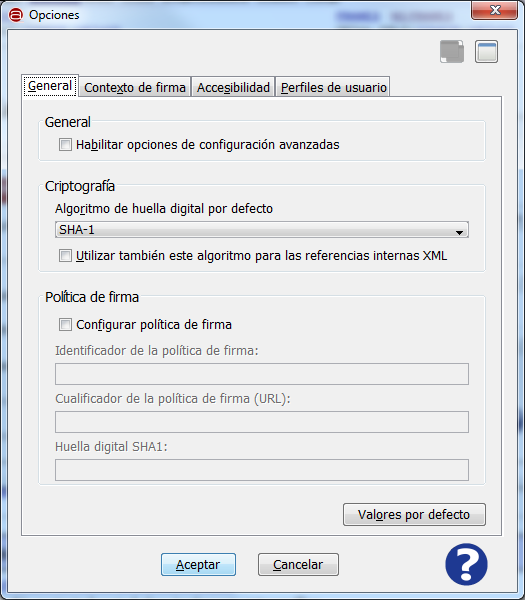 Opciones
General
Contexto de firma
Accesibilidad
Perfiles de usuario
General
Habilitar opciones de configuración avanzadas
Criptografía
Algoritmo de huella digital por defecto
SHA-1
Utilizar también este algoritmo para las referencias internas XML
Política de firma
Configurar política de firma
Identificador de la política de firma:
Cualificador de la política de firma (URL):
Huella digital SHA1:
Valores por defecto
Aceptar
Cancelar
?